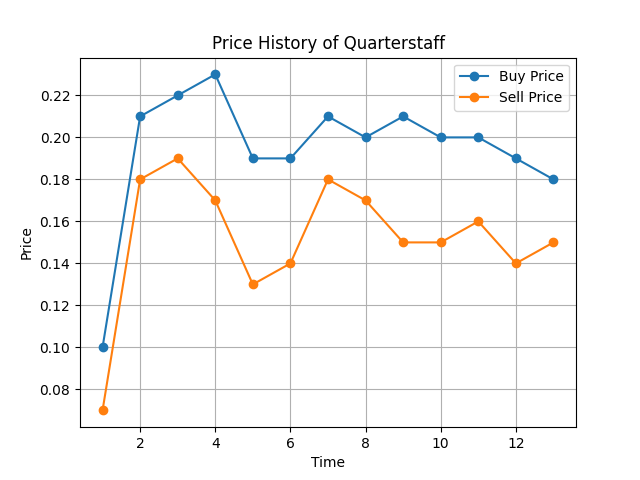 Price History of Quarterstaff
Buy Price
Sell Price
Price
0.22
0.20
0.18
0.16
0.14
0.12
0.10
0.08
2 4 6 8 10 12
Time